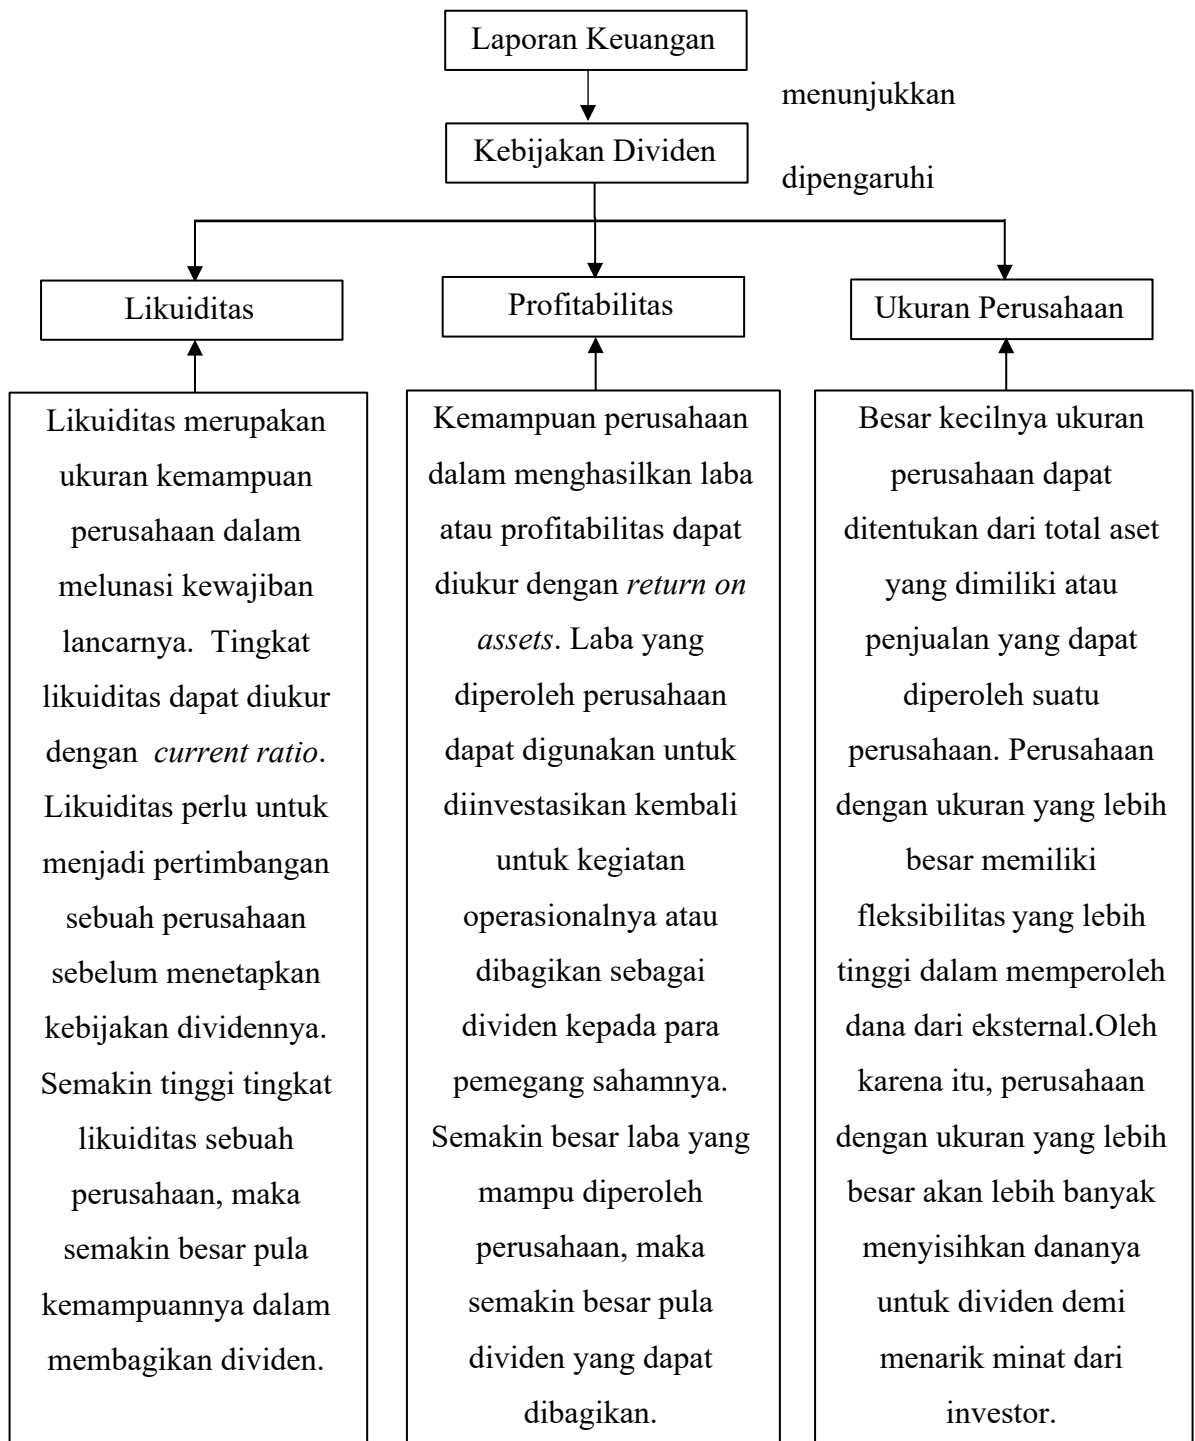 Laporan Keuangan
menunjukkan
Kebijakan Dividen
dipengaruhi
Likuiditas
Profitabilitas
Ukuran Perusahaan
Likuiditas merupakan
ukuran kemampuan
perusahaan dalam
melunasi kewajiban
lancarnya.  Tingkat
likuiditas dapat diukur
dengan  current ratio.
Likuiditas perlu untuk
menjadi pertimbangan
sebuah perusahaan
sebelum menetapkan
kebijakan dividennya.
Semakin tinggi tingkat
likuiditas sebuah
perusahaan, maka
semakin besar pula
kemampuannya dalam
membagikan dividen.
Kemampuan perusahaan
dalam menghasilkan laba
atau profitabilitas dapat
diukur dengan return on
assets. Laba yang
diperoleh perusahaan
dapat digunakan untuk
diinvestasikan kembali
untuk kegiatan
operasionalnya atau
dibagikan sebagai
dividen kepada para
pemegang sahamnya.
Semakin besar laba yang
mampu diperoleh
perusahaan, maka
semakin besar pula
dividen yang dapat
dibagikan.
Besar kecilnya ukuran
perusahaan dapat
ditentukan dari total aset
yang dimiliki atau
penjualan yang dapat
diperoleh suatu
perusahaan. Perusahaan
dengan ukuran yang lebih
besar memiliki
fleksibilitas yang lebih
tinggi dalam memperoleh
dana dari eksternal.Oleh
karena itu, perusahaan
dengan ukuran yang lebih
besar akan lebih banyak
menyisihkan dananya
untuk dividen demi
menarik minat dari
investor.